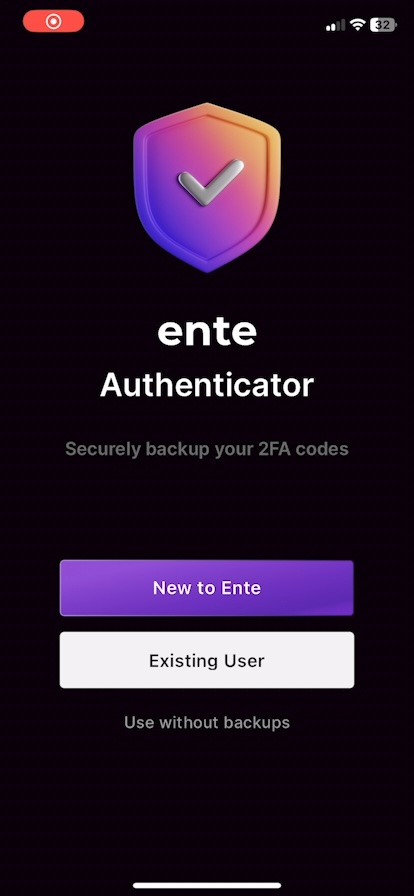 32
ente
Authenticator
Securely backup your 2FA codes
New to Ente
Existing User
Use without backups